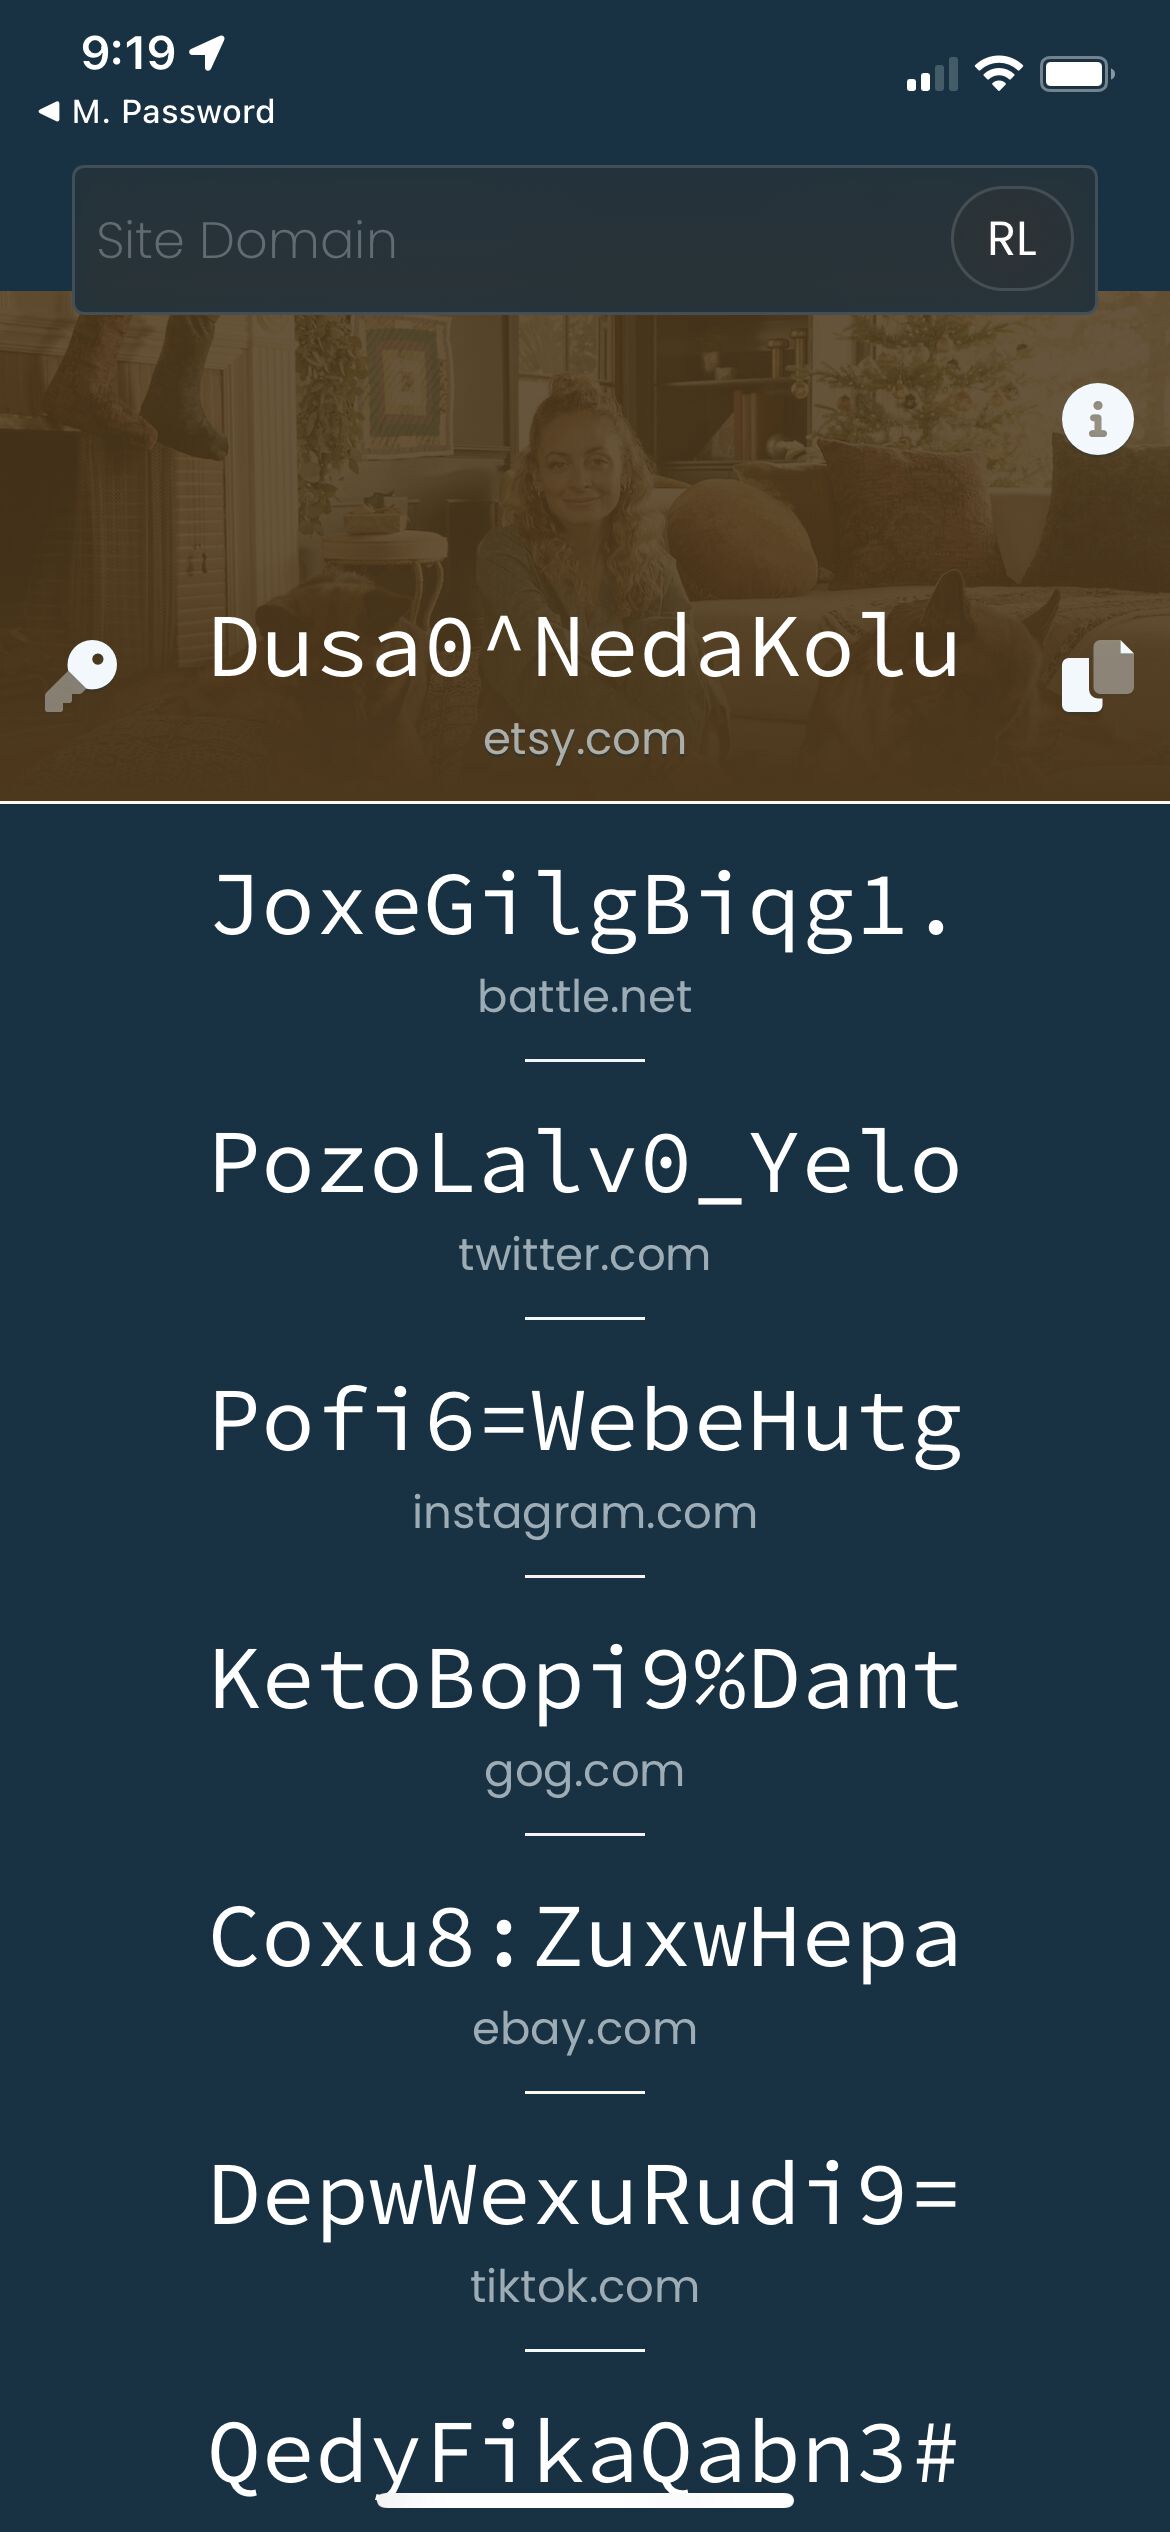 9:19
M. Password
Site Domain
RL
Dusa0^NedaKolu
etsy.com
JoxeGilgBiqg1.
battle.net
PozoLalv0_Yelo
twitter.com
Pofi6=WebeHutg
instagram.com
KetoBopi9%Damt
gog.com
Coxu8:ZuxwHepa
ebay.com
DepwWexuRudi9=
tiktok.com
QedyFikaQabn3#